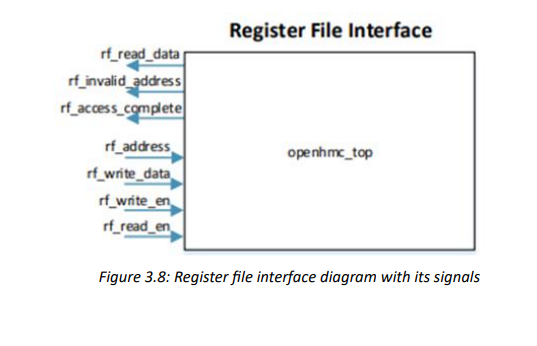 Register File Interface
rf_read_data
rf_invalid_address
rf_access_complete
rf_address
rf_write_data
rf_write_en
rf_read_en
openhmc_top
Figure 3.8: Register file interface diagram with its signals